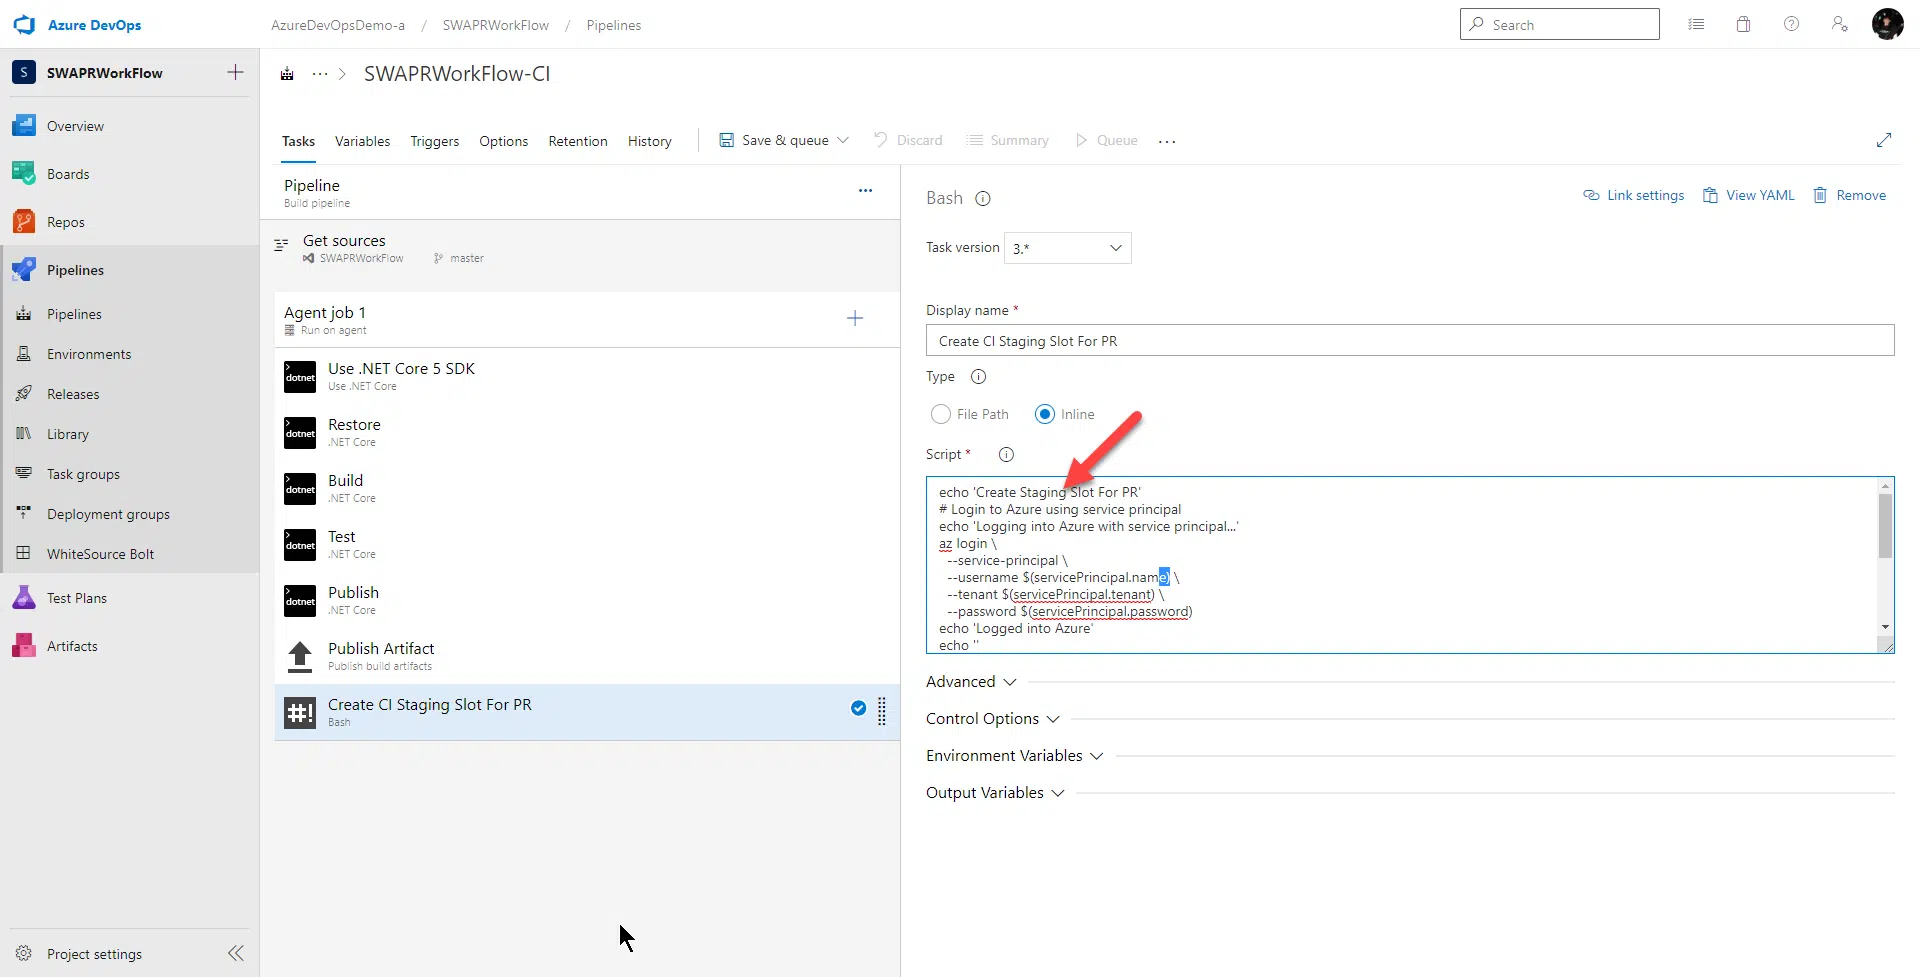 Azure DevOps
AzureDevOpsDemo-a / SWAPRWorkFlow / Pipelines
Search
S SWAPRWorkFlow
Overview
Boards
Repos
Pipelines
Pipelines
Environments
Releases
Library
Task groups
Deployment groups
WhiteSource Bolt
Test Plans
Artifacts
Project settings
... > SWAPRWorkFlow-CI
Tasks Variables Triggers Options Retention History Save & queue Discard Summary Queue ...
Pipeline
Build pipeline
Get sources
SWAPRWorkFlow master
Agent job 1
Run on agent
dotnet
Use .NET Core 5 SDK
Use .NET Core
dotnet
Restore
.NET Core
dotnet
Build
.NET Core
dotnet
Test
.NET Core
dotnet
Publish
.NET Core
Publish Artifact
Publish build artifacts
#!
Create CI Staging Slot For PR
Bash
Bash
Link settings View YAML Remove
Task version 3.*
Display name *
Create CI Staging Slot For PR
Type
File Path Inline
Script *
echo 'Create Staging Slot For PR'
# Login to Azure using service principal
echo 'Logging into Azure with service principal...'
az login \
--service-principal \
--username $(servicePrincipal.name) \
--tenant $(servicePrincipal.tenant) \
--password $(servicePrincipal.password)
echo 'Logged into Azure'
echo ''
Advanced
Control Options
Environment Variables
Output Variables